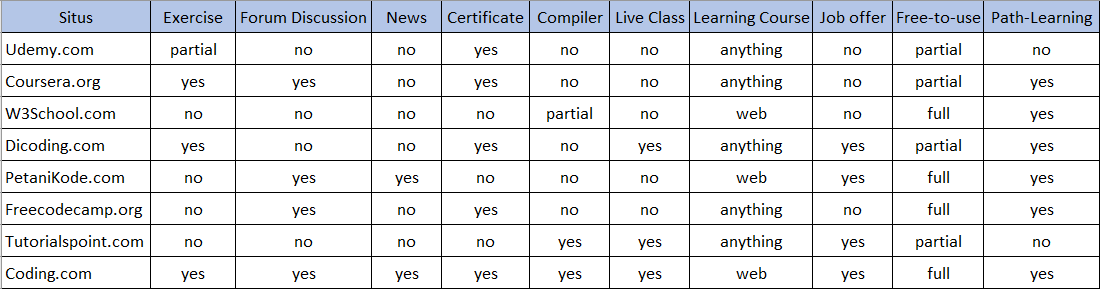 Situs Exercise Forum Discussion News Certificate Compiler Live Class Learning Course Job offer Free-to-use Path-Learning
Udemy.com partial no no yes no no anything no partial no
Coursera.org yes yes no yes no no anything no partial yes
W3School.com no no no no partial no web no full yes
Dicoding.com yes no no yes no yes anything yes partial yes
PetaniKode.com no yes yes no no no web yes full yes
Freecodecamp.org no yes no yes no no anything no full yes
Tutorialspoint.com no no no no yes yes anything yes partial no
Coding.com yes yes yes yes yes yes web yes full yes